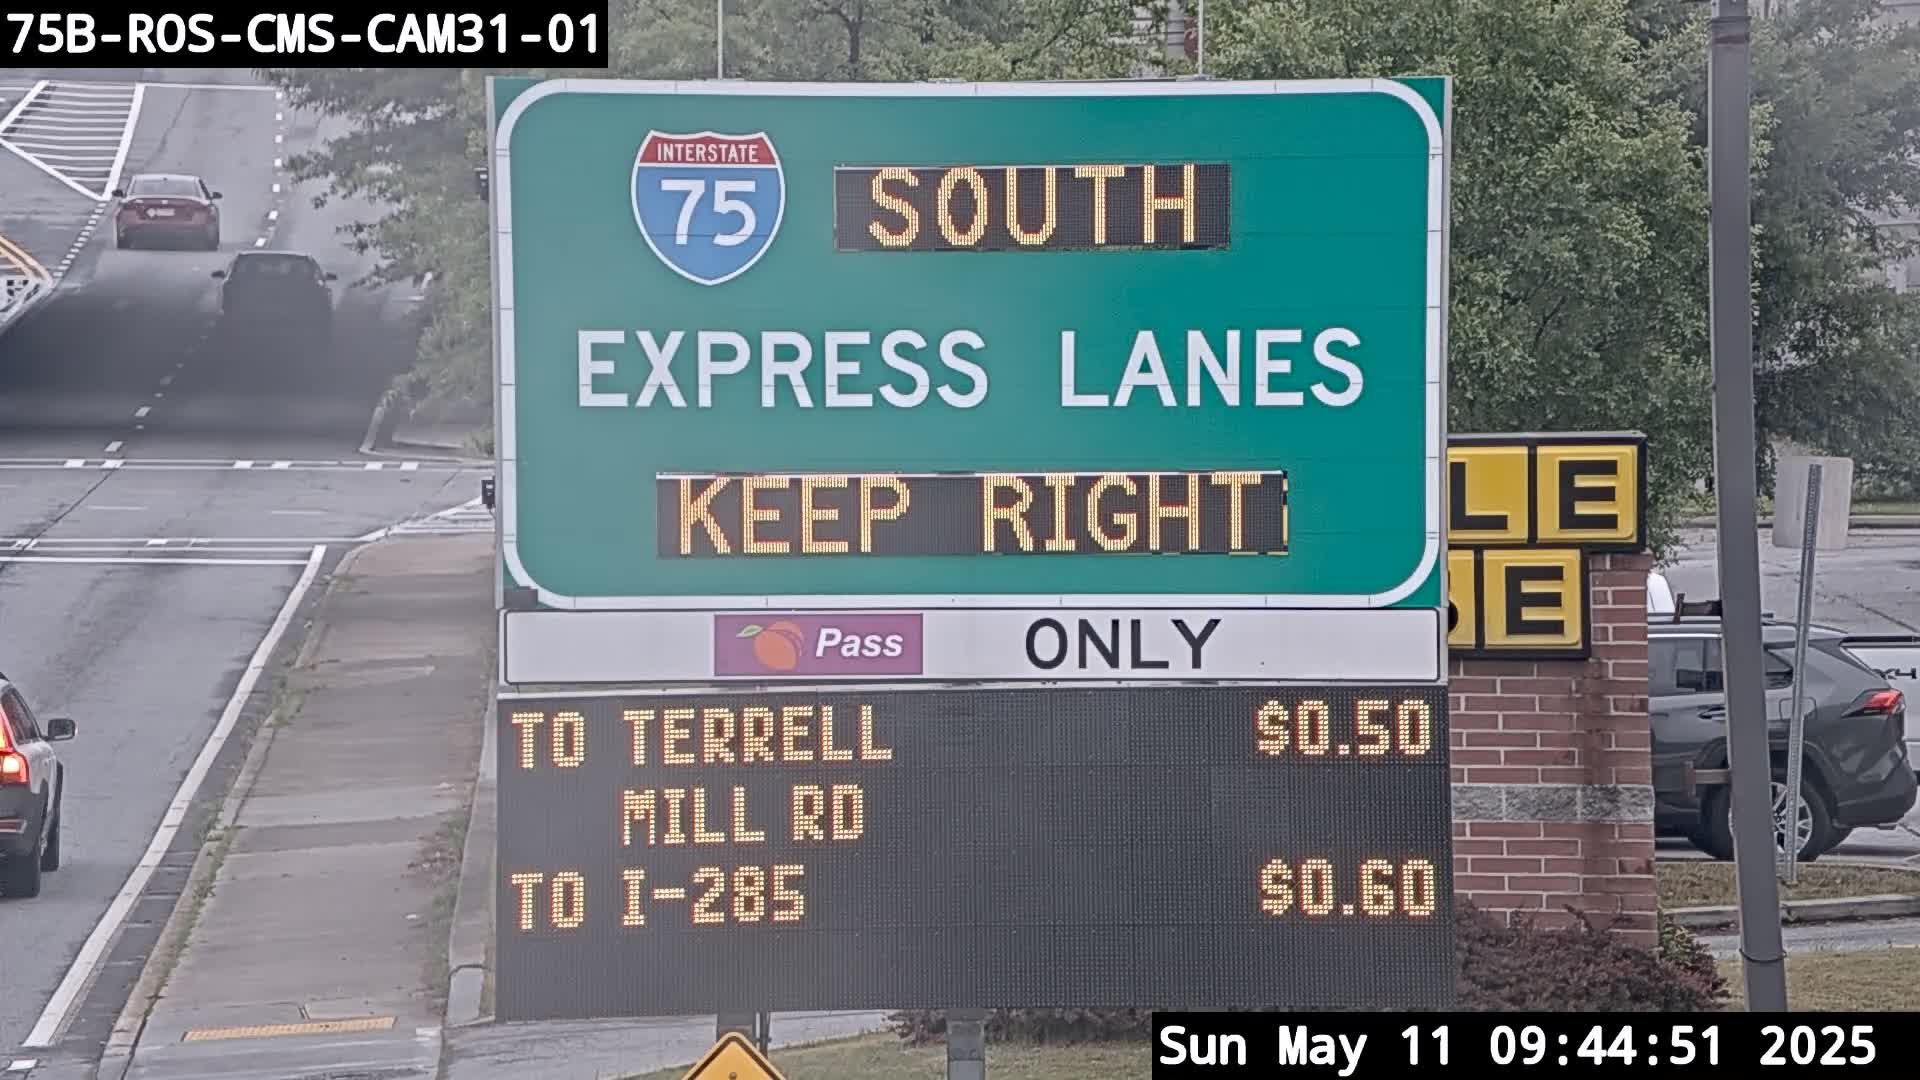 75B-ROS-CMS-CAM31-01
INTERSTATE
75
SOUTH
EXPRESS LANES
KEEP RIGHT
Pass ONLY
TO TERRELL $0.50
MILL RD
TO I-285 $0.60
LE
E
Sun May 11 09:44:51 2025